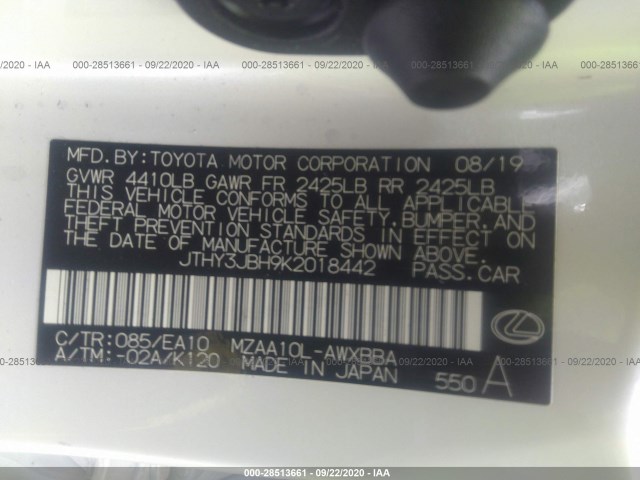 000-28513661 - 09/22/2020 - IAA
MFD. BY: TOYOTA MOTOR CORPORATION 08/19
GVWR 4410LB GAWR FR 2425LB RR 2425LB
THIS VEHICLE CONFORMS TO ALL APPLICABLE
FEDERAL MOTOR VEHICLE SAFETY, BUMPER, AND
THEFT PREVENTION STANDARDS IN EFFECT ON
THE DATE OF MANUFACTURE SHOWN ABOVE.
JTHY3JBH9K2018442 PASS. CAR
C/TR: 085/EA10 MZAA10L-AWXBBA
A/TM: -02A/K120 MADE IN JAPAN 550 A
000-28513661 - 09/22/2020 - IAA